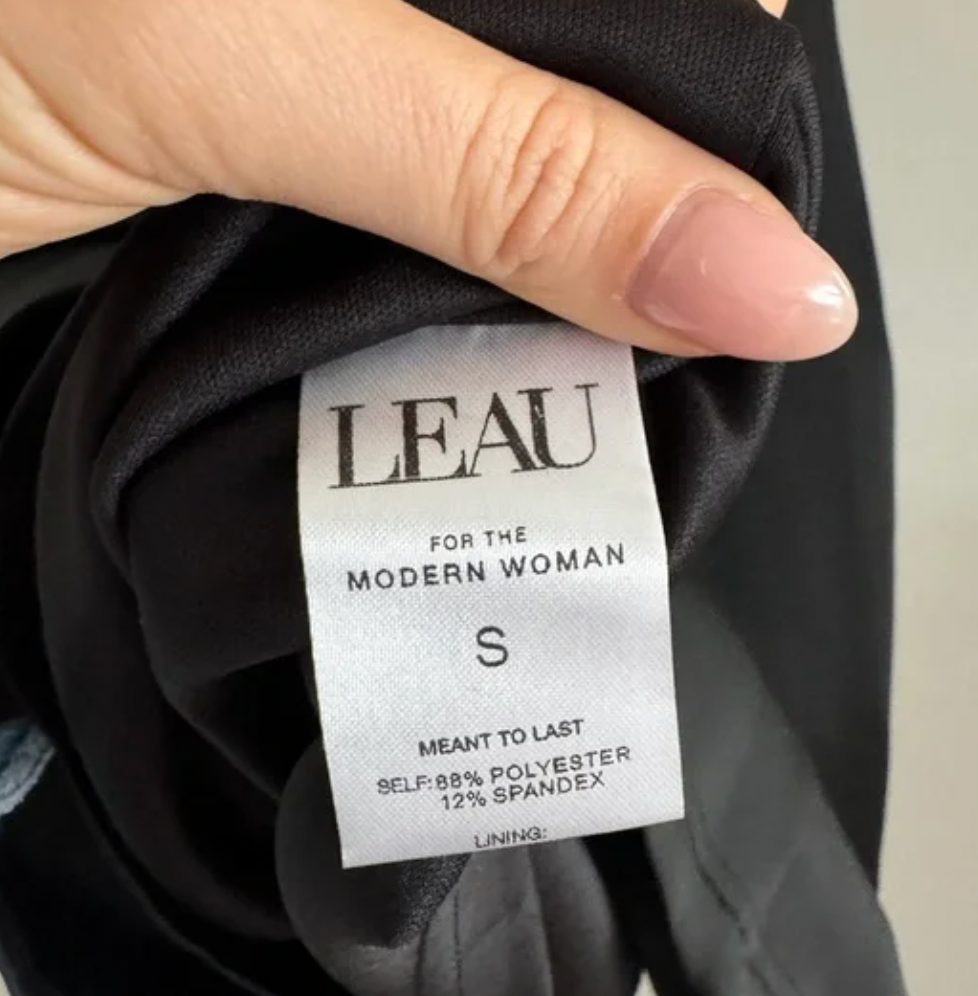 LEAU
FOR THE
MODERN WOMAN
S
MEANT TO LAST
SELF:88% POLYESTER
12% SPANDEX
LINING: